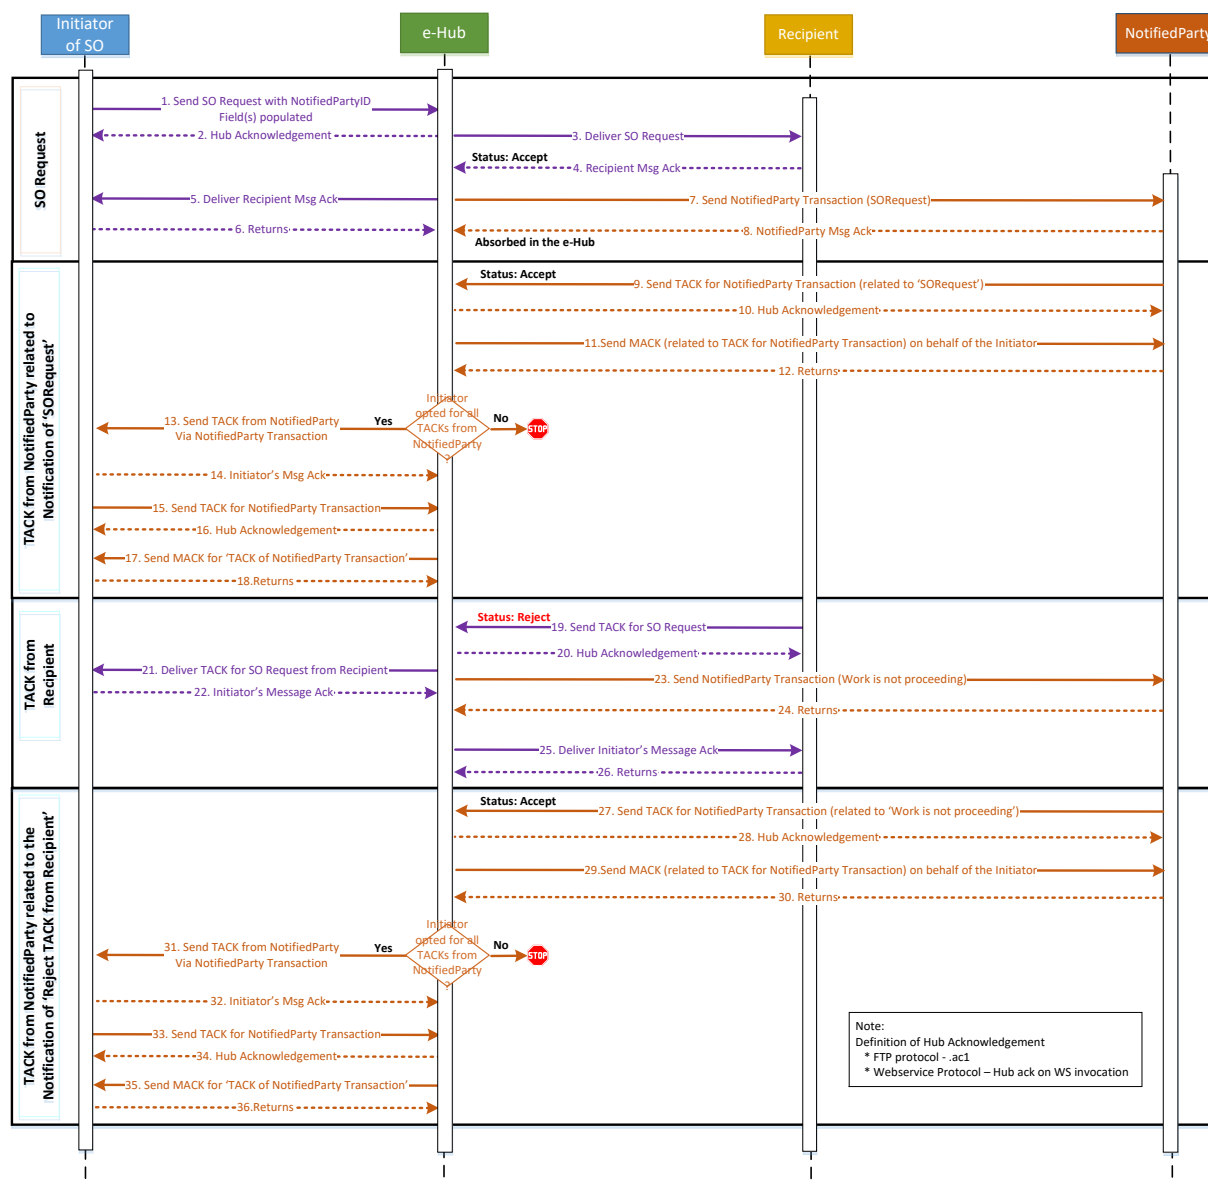 Initiator
of SO
e-Hub
Recipient
NotifiedParty
SO Request
1. Send SO Request with NotifiedPartyID
Field(s) populated
2. Hub Acknowledgement
3. Deliver SO Request
Status: Accept
4. Recipient Msg Ack
5. Deliver Recipient Msg Ack
7. Send NotifiedParty Transaction (SORequest)
6. Returns
8. NotifiedParty Msg Ack
Absorbed in the e-Hub
TACK from NotifiedParty related to
Notification of ‘SORequest’
Status: Accept
9. Send TACK for NotifiedParty Transaction (related to ‘SORequest’)
10. Hub Acknowledgement
11.Send MACK (related to TACK for NotifiedParty Transaction) on behalf of the Initiator
12. Returns
Initiator
opted for all
TACKs from
NotifiedParty
?
Yes
No
STOP
13. Send TACK from NotifiedParty
Via NotifiedParty Transaction
14. Initiator’s Msg Ack
15. Send TACK for NotifiedParty Transaction
16. Hub Acknowledgement
17. Send MACK for ‘TACK of NotifiedParty Transaction’
18.Returns
TACK from
Recipient
Status: Reject
19. Send TACK for SO Request
20. Hub Acknowledgement
21. Deliver TACK for SO Request from Recipient
23. Send NotifiedParty Transaction (Work is not proceeding)
22. Initiator’s Message Ack
24. Returns
25. Deliver Initiator’s Message Ack
26. Returns
TACK from NotifiedParty related to the
Notification of ‘Reject TACK from Recipient’
Status: Accept
27. Send TACK for NotifiedParty Transaction (related to ‘Work is not proceeding’)
28. Hub Acknowledgement
29.Send MACK (related to TACK for NotifiedParty Transaction) on behalf of the Initiator
30. Returns
Initiator
opted for all
TACKs from
NotifiedParty
?
Yes
No
STOP
31. Send TACK from NotifiedParty
Via NotifiedParty Transaction
32. Initiator’s Msg Ack
33. Send TACK for NotifiedParty Transaction
34. Hub Acknowledgement
35. Send MACK for ‘TACK of NotifiedParty Transaction’
36.Returns
Note:
Definition of Hub Acknowledgement
* FTP protocol - .ac1
* Webservice Protocol – Hub ack on WS invocation